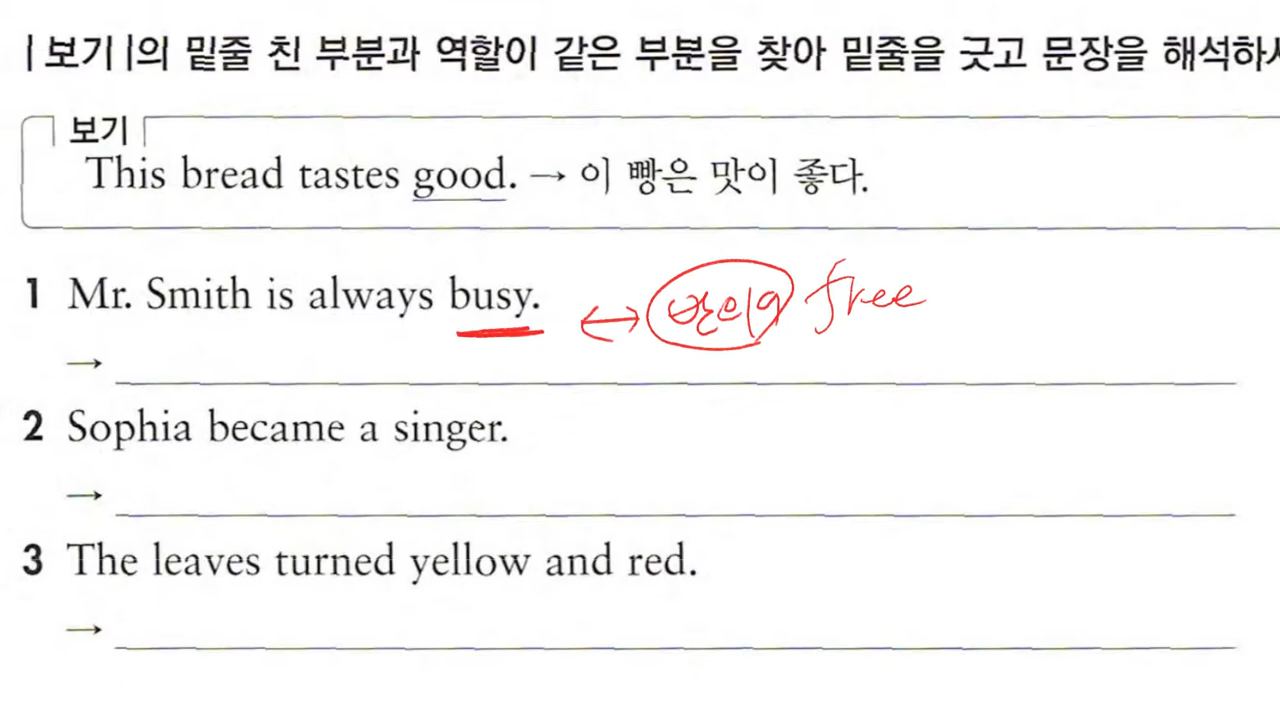 | 보기 |의 밑줄 친 부분과 역할이 같은 부분을 찾아 밑줄을 긋고 문장을 해석하시
보기
This bread tastes good. → 이 빵은 맛이 좋다.
1 Mr. Smith is always busy. ↔ 반의어 free
→
2 Sophia became a singer.
→
3 The leaves turned yellow and red.
→